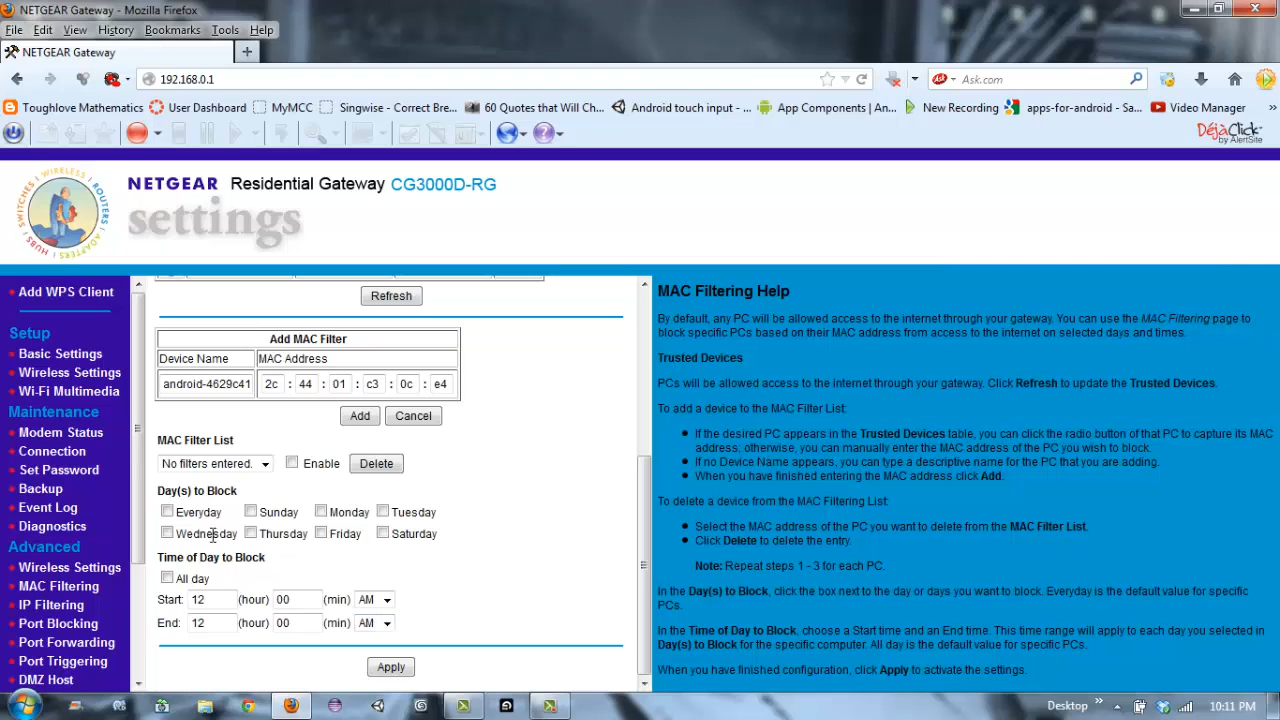 NETGEAR Gateway - Mozilla Firefox
File Edit View History Bookmarks Tools Help
NETGEAR Gateway
192.168.0.1
Ask.com
Toughlove Mathematics User Dashboard MyMCC Singwise - Correct Bre... 60 Quotes that Will Ch... Android touch input - ... App Components | An... New Recording apps-for-android - Sa... Video Manager
DéjaClick
by AlertSite
NETGEAR Residential Gateway CG3000D-RG
settings
SWITCHES WIRELESS ROUTERS ADAPTERS HUBS
Add WPS Client
Setup
Basic Settings
Wireless Settings
Wi-Fi Multimedia
Maintenance
Modem Status
Connection
Set Password
Backup
Event Log
Diagnostics
Advanced
Wireless Settings
MAC Filtering
IP Filtering
Port Blocking
Port Forwarding
Port Triggering
DMZ Host
Refresh
Add MAC Filter
Device Name MAC Address
android-4629c41 2c : 44 : 01 : c3 : 0c : e4
Add Cancel
MAC Filter List
No filters entered. Enable Delete
Day(s) to Block
Everyday Sunday Monday Tuesday
Wednesday Thursday Friday Saturday
Time of Day to Block
All day
Start: 12 (hour) 00 (min) AM
End: 12 (hour) 00 (min) AM
Apply
MAC Filtering Help
By default, any PC will be allowed access to the internet through your gateway. You can use the MAC Filtering page to
block specific PCs based on their MAC address from access to the internet on selected days and times.
Trusted Devices
PCs will be allowed access to the internet through your gateway. Click Refresh to update the Trusted Devices.
To add a device to the MAC Filter List:
If the desired PC appears in the Trusted Devices table, you can click the radio button of that PC to capture its MAC
address; otherwise, you can manually enter the MAC address of the PC you wish to block.
If no Device Name appears, you can type a descriptive name for the PC that you are adding.
When you have finished entering the MAC address click Add.
To delete a device from the MAC Filtering List:
Select the MAC address of the PC you want to delete from the MAC Filter List.
Click Delete to delete the entry.
Note: Repeat steps 1 - 3 for each PC.
In the Day(s) to Block, click the box next to the day or days you want to block. Everyday is the default value for specific
PCs.
In the Time of Day to Block, choose a Start time and an End time. This time range will apply to each day you selected in
Day(s) to Block for the specific computer. All day is the default value for specific PCs.
When you have finished configuration, click Apply to activate the settings.
Desktop 10:11 PM